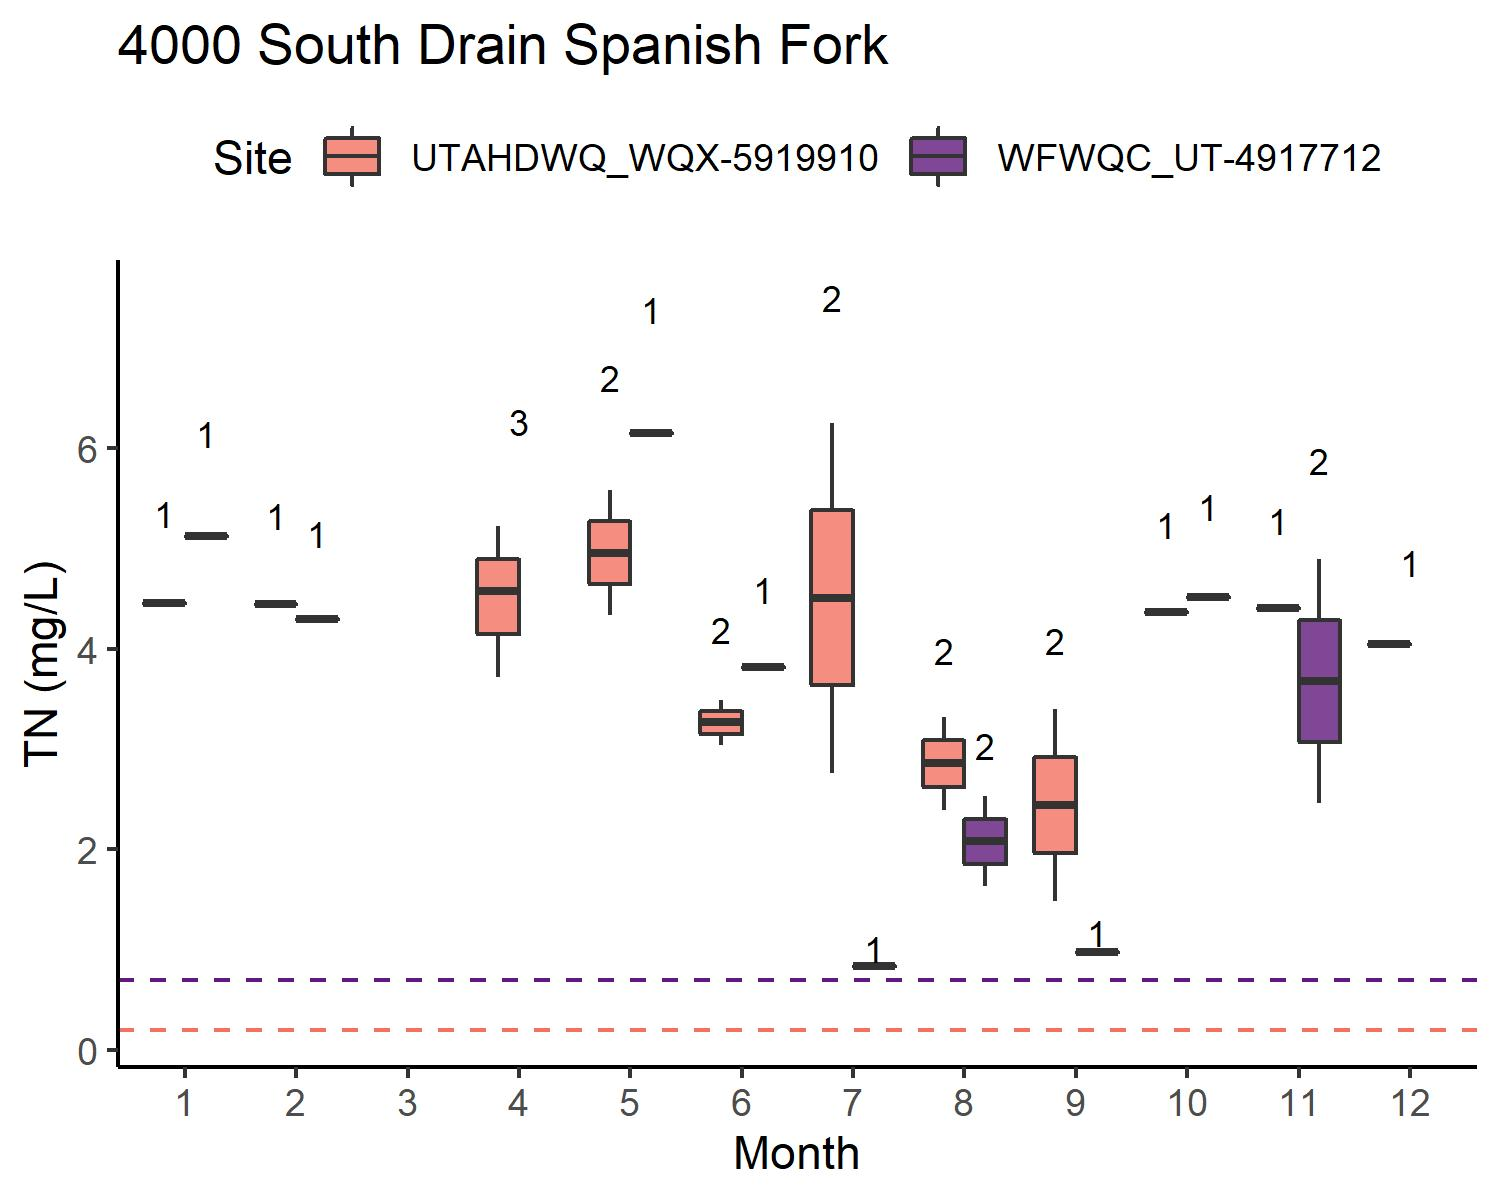 4000 South Drain Spanish Fork
Site UTAHDWQ_WQX-5919910 WFWQC_UT-4917712
TN (mg/L)
6
4
2
0
1 1 1 1 3 2 1 2 1 2 1 2 2 2 1 1 1 1 2 1
1 2 3 4 5 6 7 8 9 10 11 12
Month